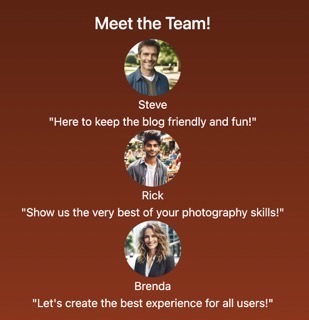 Meet the Team!
Steve
"Here to keep the blog friendly and fun!"
Rick
"Show us the very best of your photography skills!"
Brenda
"Let's create the best experience for all users!"